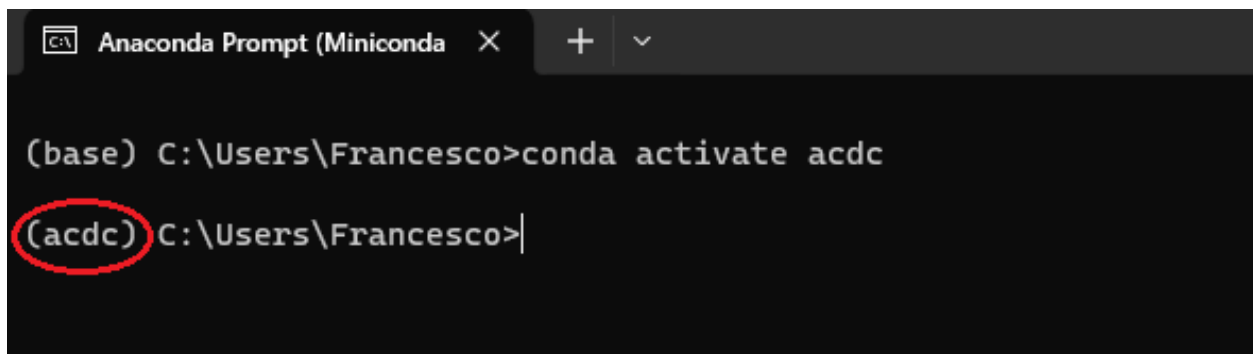 Anaconda Prompt (Miniconda
(base) C:\Users\Francesco>conda activate acdc
(acdc) C:\Users\Francesco>